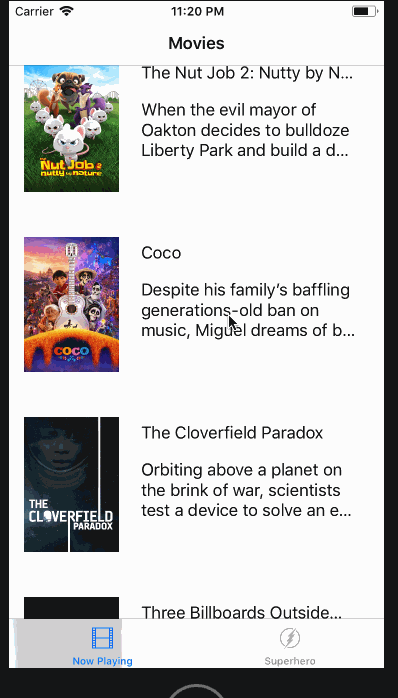 Carrier 11:20 PM
Movies
The Nut Job 2: Nutty by N...
When the evil mayor of
Oakton decides to bulldoze
Liberty Park and build a d...
THE
Nut Job 2
nutty by nature
Coco
Despite his family's baffling
generations-old ban on
music, Miguel dreams of b...
COCO
The Cloverfield Paradox
Orbiting above a planet on
the brink of war, scientists
test a device to solve an e...
THE
CLOVERFIELD
PARADOX
Three Billboards Outside...
Now Playing Superhero